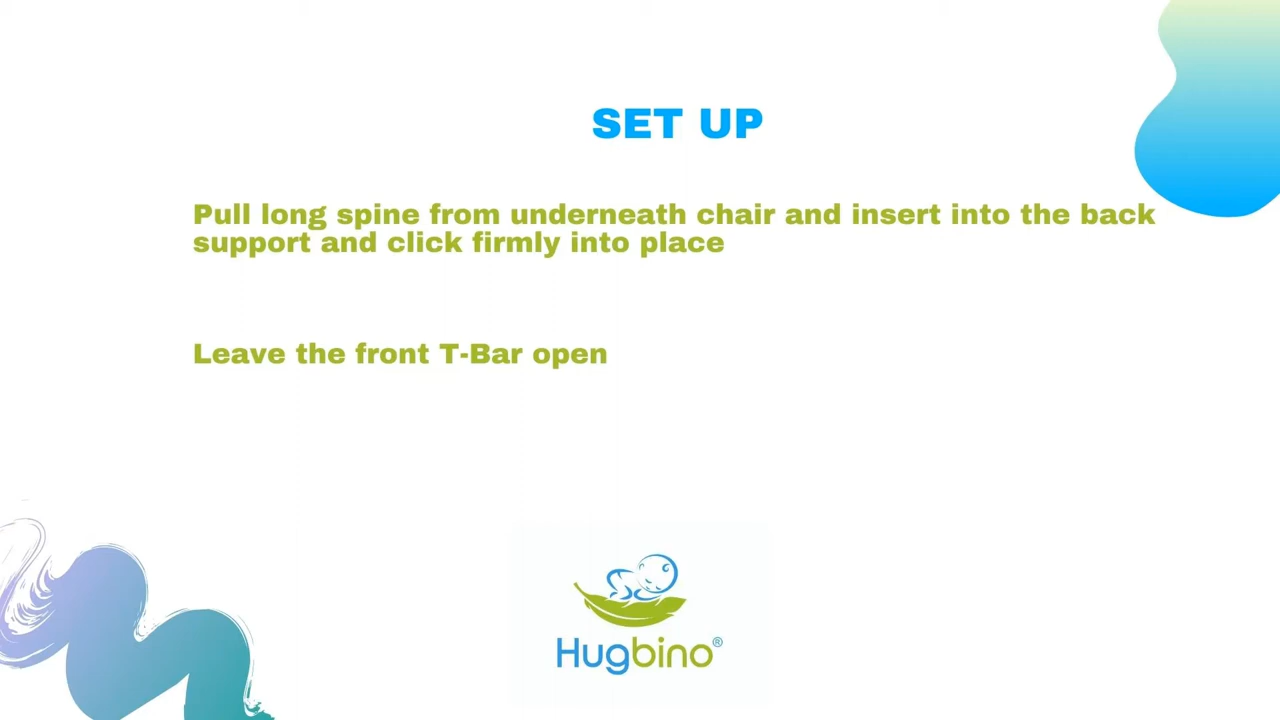 SET UP
Pull long spine from underneath chair and insert into the back
support and click firmly into place
Leave the front T-Bar open
Hugbino®